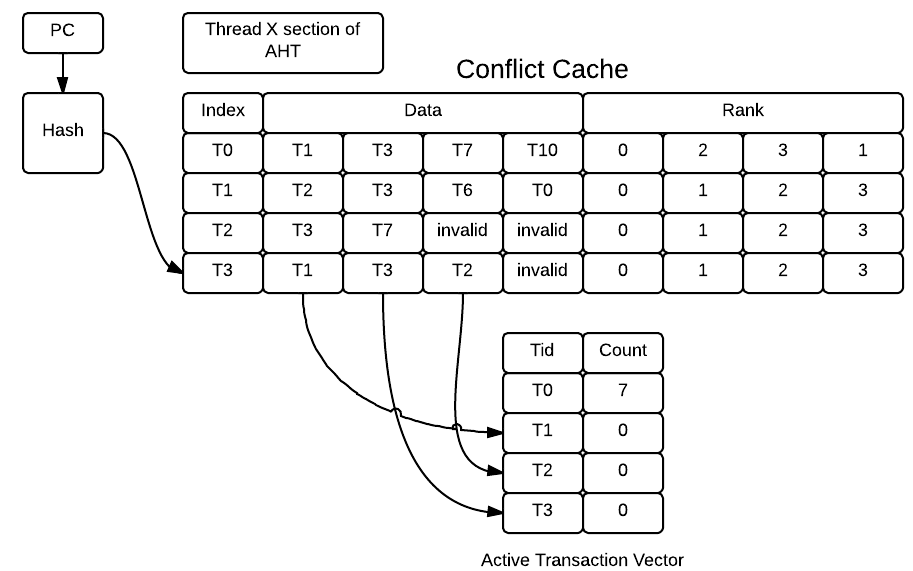 PC
Thread X section of
AHT
Conflict Cache
Hash
Index Data Rank
T0 T1 T3 T7 T10 0 2 3 1
T1 T2 T3 T6 T0 0 1 2 3
T2 T3 T7 invalid invalid 0 1 2 3
T3 T1 T3 T2 invalid 0 1 2 3
Tid Count
T0 7
T1 0
T2 0
T3 0
Active Transaction Vector